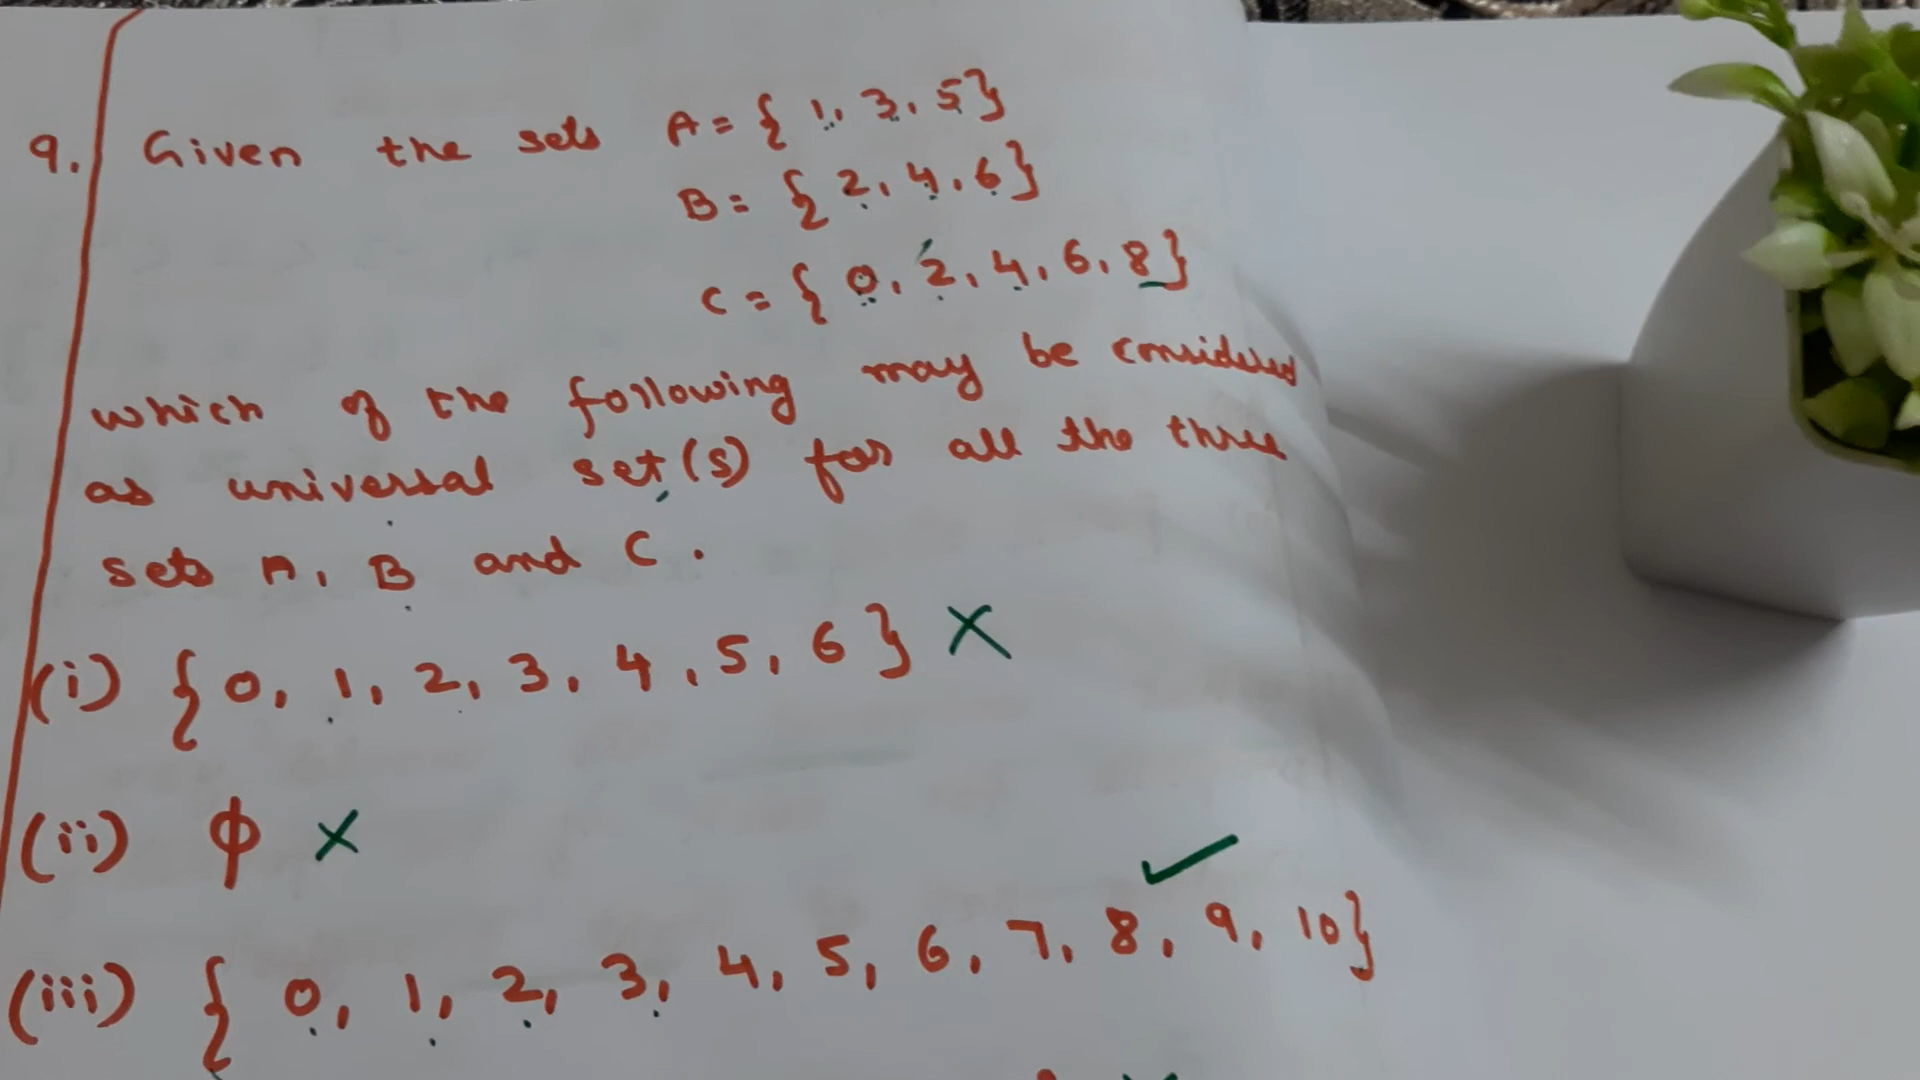 9. Given the sets A = { 1, 3, 5}
B = { 2, 4, 6}
C = { 0, 2, 4, 6, 8}
which of the following may be considered
as universal set(s) for all the three
sets A, B and C.
(i) { 0, 1, 2, 3, 4, 5, 6 } ×
(ii) ϕ ×
(iii) { 0, 1, 2, 3, 4, 5, 6, 7, 8, 9, 10} ✓